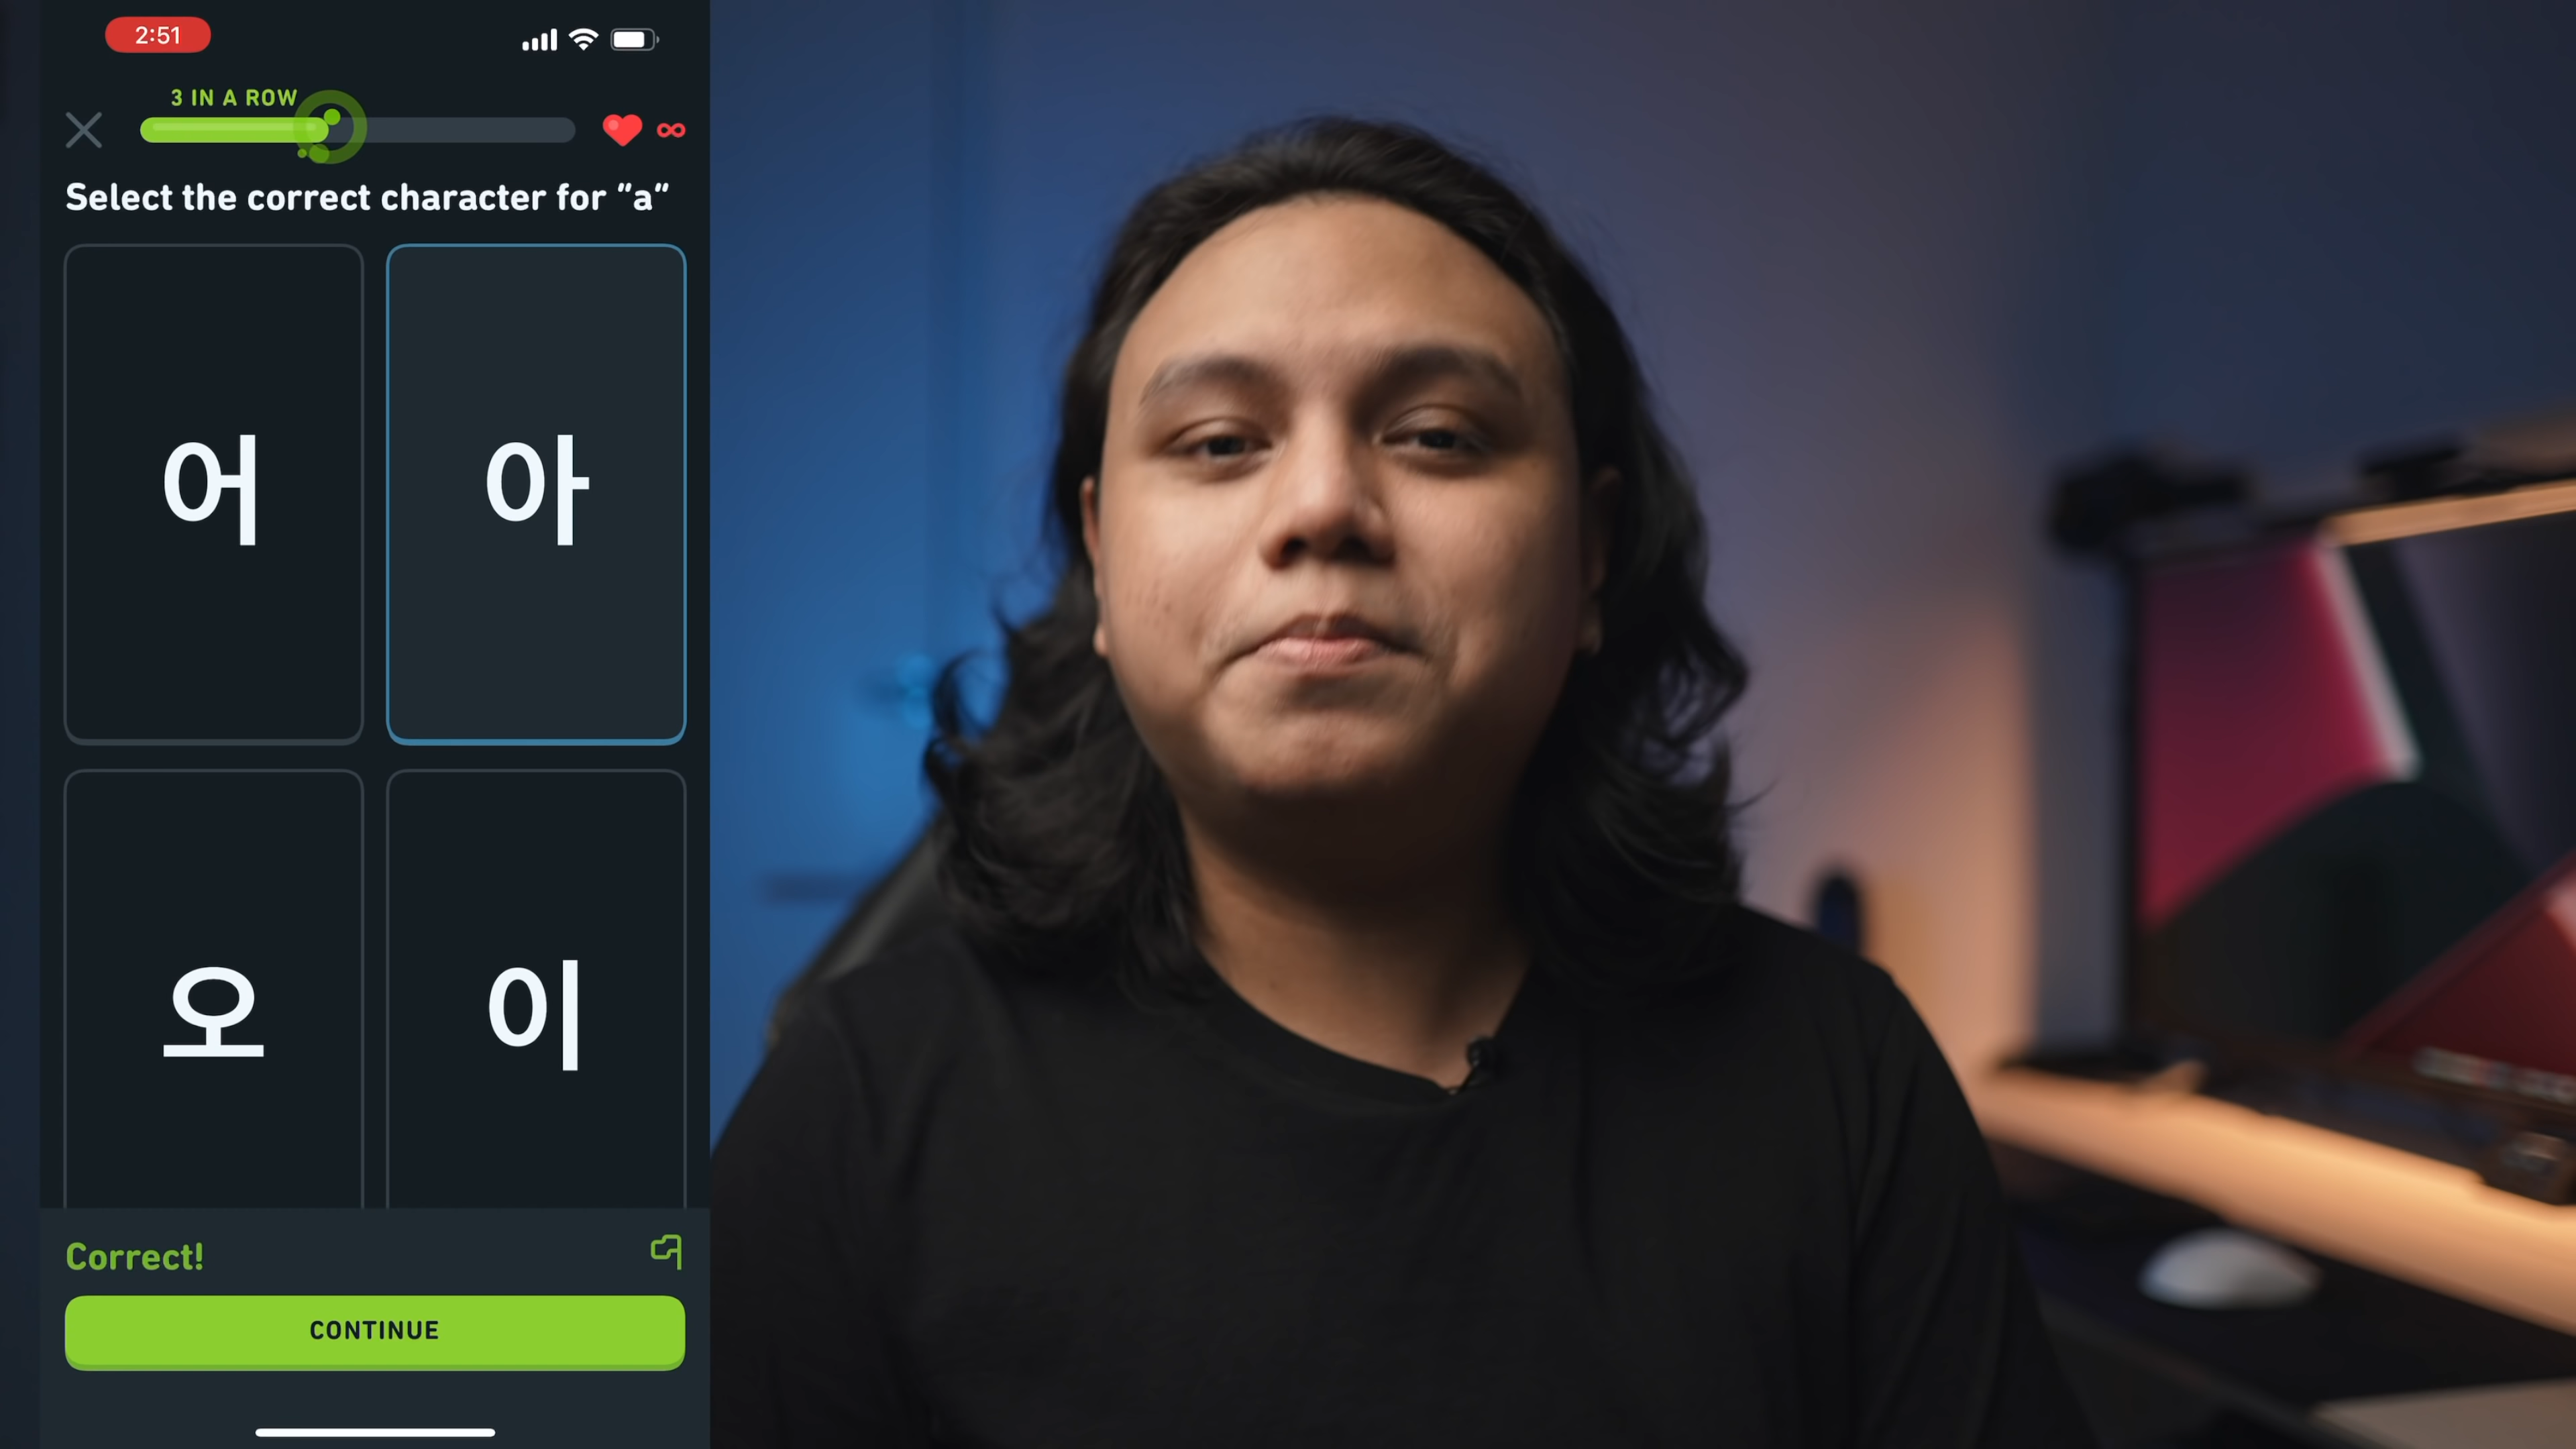 2:51
3 IN A ROW
Select the correct character for “a”
어
아
오
이
Correct!
CONTINUE